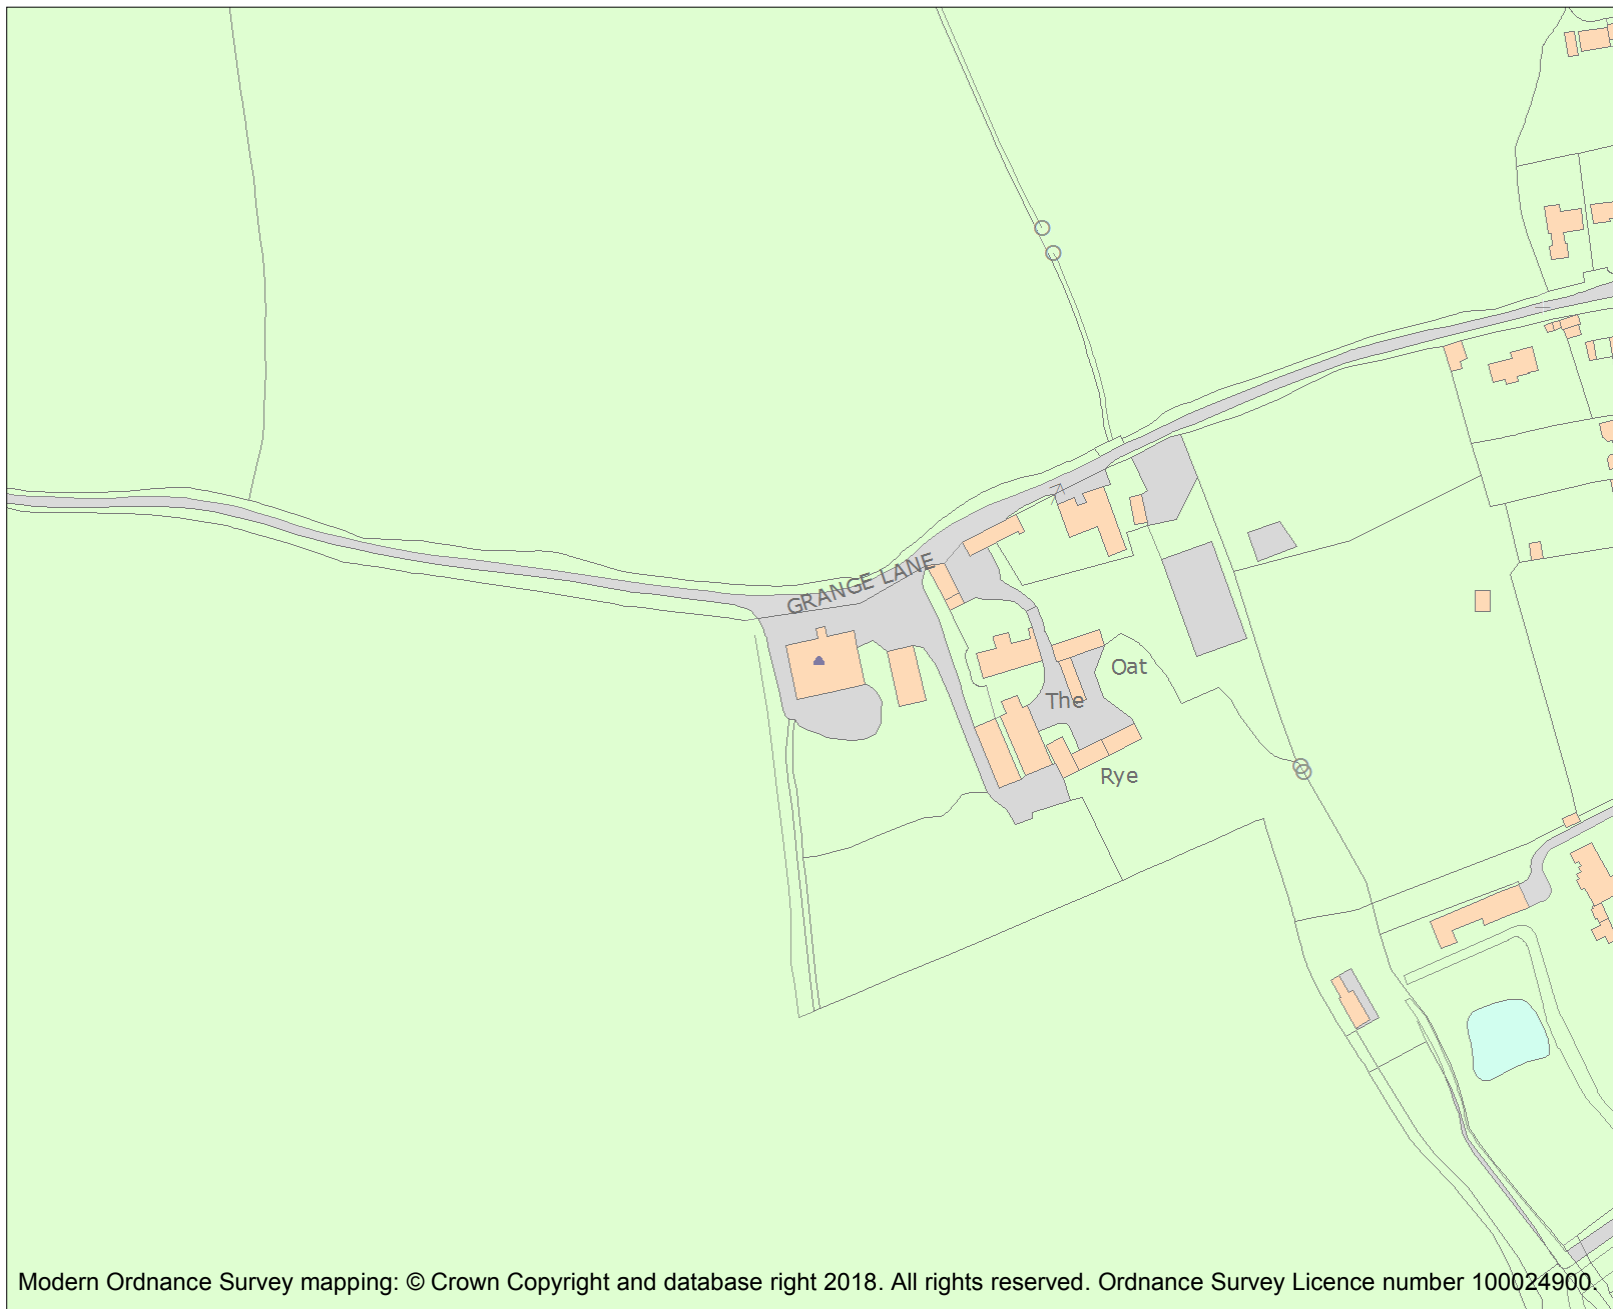 GRANGE LANE
Oat
The
Rye
Modern Ordnance Survey mapping: © Crown Copyright and database right 2018. All rights reserved. Ordnance Survey Licence number 100024900.